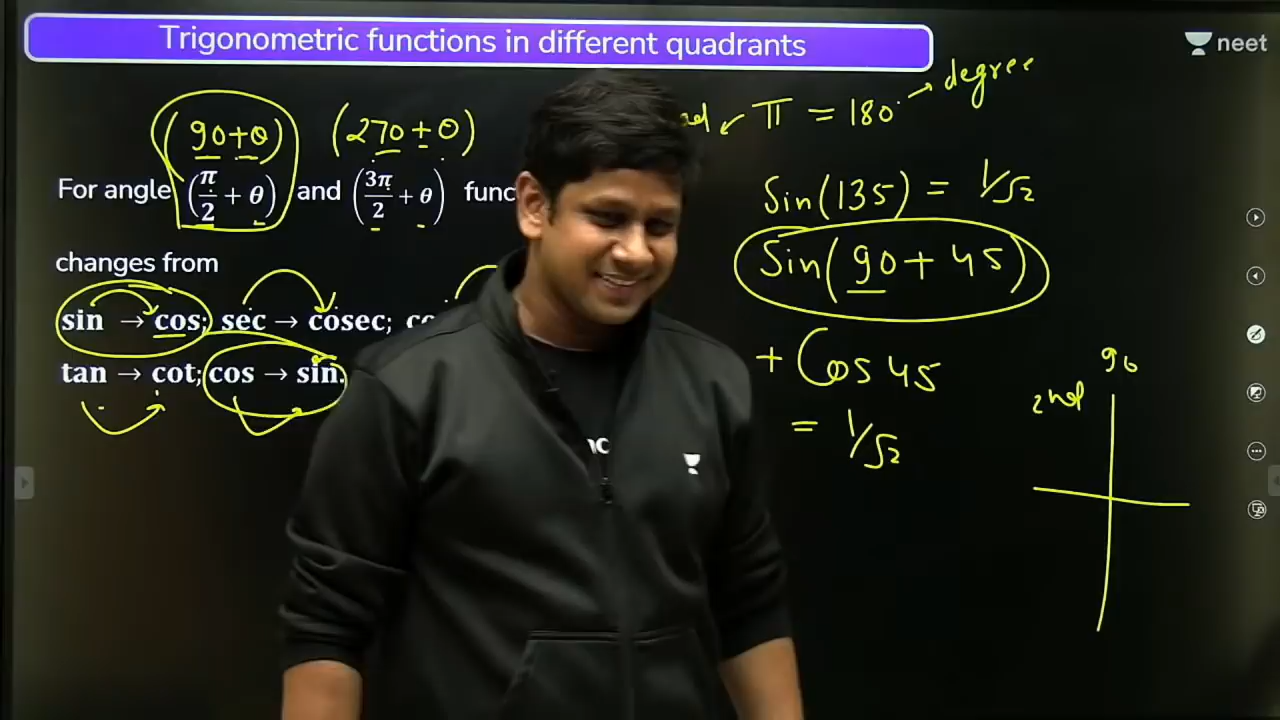 Trigonometric functions in different quadrants
neet
(90±θ) (270±θ)
π = 180° → degree
For angle (π/2 + θ) and (3π/2 + θ) func
Sin(135) = 1/√2
Sin(90 + 45)
changes from
sin → cos; sec → cosec; co
tan → cot; cos → sin.
+ Cos 45
= 1/√2
90
2nd